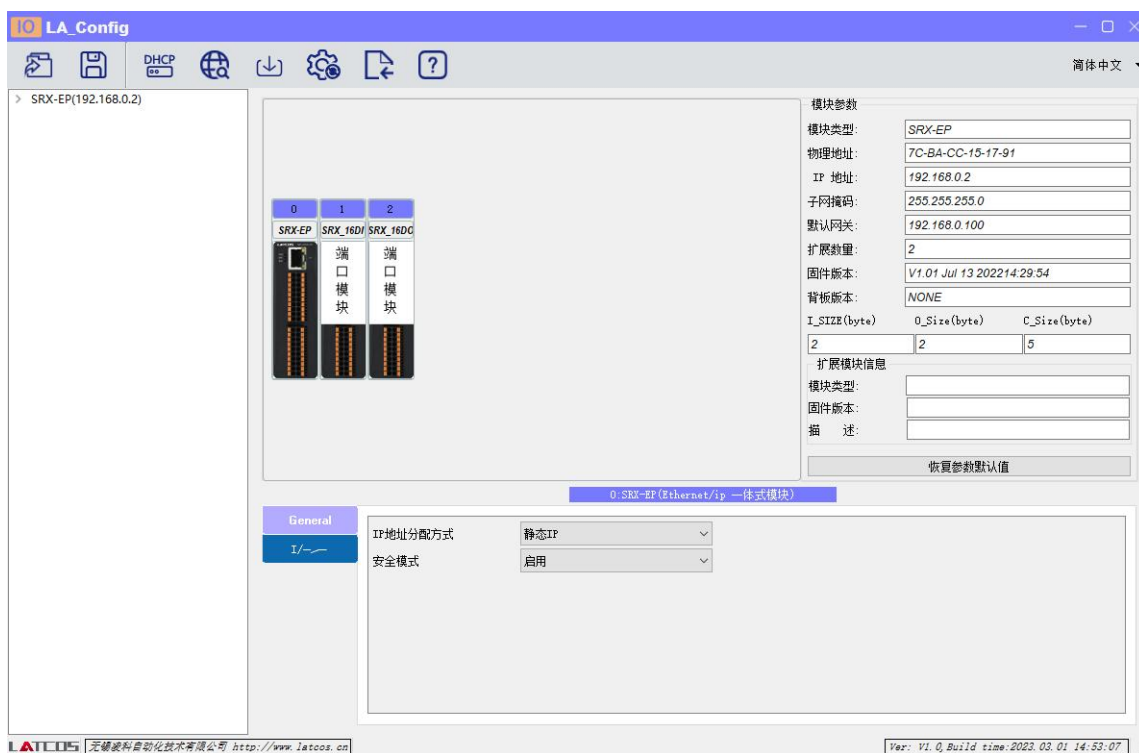 IO LA_Config
DHCP
简体中文
SRX-EP(192.168.0.2)
0 1 2
SRX-EP SRX_16DI SRX_16DO
端口模块 端口模块
模块参数
模块类型: SRX-EP
物理地址: 7C-BA-CC-15-17-91
IP 地址: 192.168.0.2
子网掩码: 255.255.255.0
默认网关: 192.168.0.100
扩展数量: 2
固件版本: V1.01 Jul 13 202214:29:54
背板版本: NONE
I_SIZE(byte) O_Size(byte) C_Size(byte)
2 2 5
扩展模块信息
模块类型:
固件版本:
描 述:
恢复参数默认值
0:SRX-EP(Ethernet/ip 一体式模块)
General
IP地址分配方式 静态IP
安全模式 启用
LATCOS 无锡凌科自动化技术有限公司 http://www.latcos.cn
Ver: V1.0,Build time:2023.03.01 14:53:07